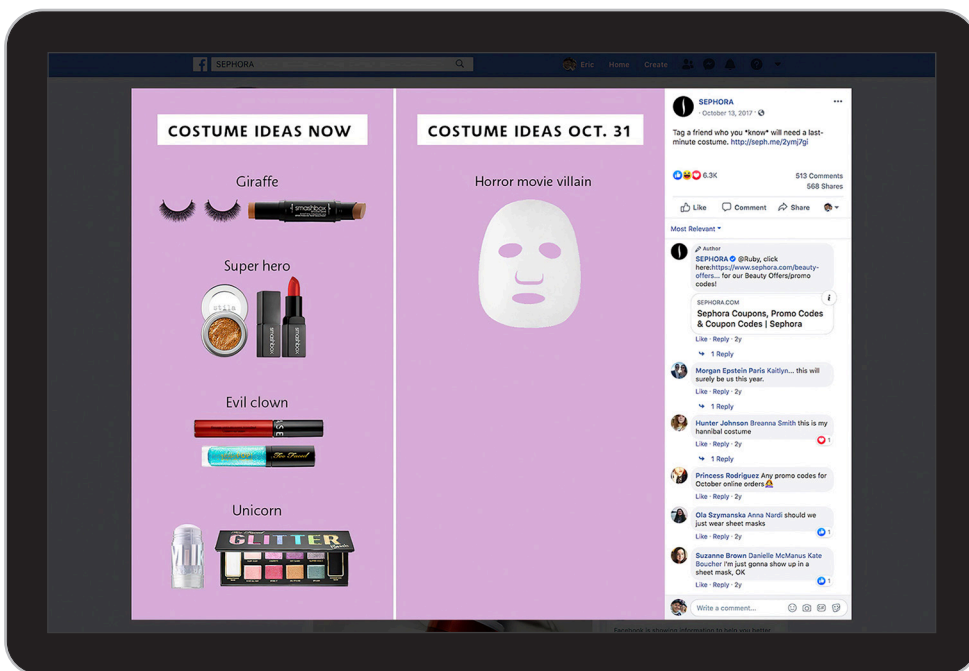 SEPHORA
Eric Home Create
COSTUME IDEAS NOW
Giraffe
smashbox
Super hero
stila
smashbox
smashbox
Evil clown
Too Faced
Unicorn
GLITTER
COSTUME IDEAS OCT. 31
Horror movie villain
SEPHORA
· October 13, 2017 ·
Tag a friend who you *know* will need a last-
minute costume. http://seph.me/2ymj7gi
6.3K
513 Comments
568 Shares
Like Comment Share
Most Relevant
Author
SEPHORA @Ruby, click
here:https://www.sephora.com/beauty-
offers... for our Beauty Offers/promo
codes!
SEPHORA.COM
Sephora Coupons, Promo Codes
& Coupon Codes | Sephora
Like · Reply · 2y
1 Reply
Morgan Epstein Paris Kaitlyn... this will
surely be us this year.
Like · Reply · 2y
1 Reply
Hunter Johnson Breanna Smith this is my
hannibal costume
1
Like · Reply · 2y
1 Reply
Princess Rodriguez Any promo codes for
October online orders
Like · Reply · 2y
Ola Szymanska Anna Nardi should we
just wear sheet masks
1
Like · Reply · 2y
Suzanne Brown Danielle McManus Kate
Boucher i'm just gonna show up in a
sheet mask, OK
1
Like · Reply · 2y
Write a comment...